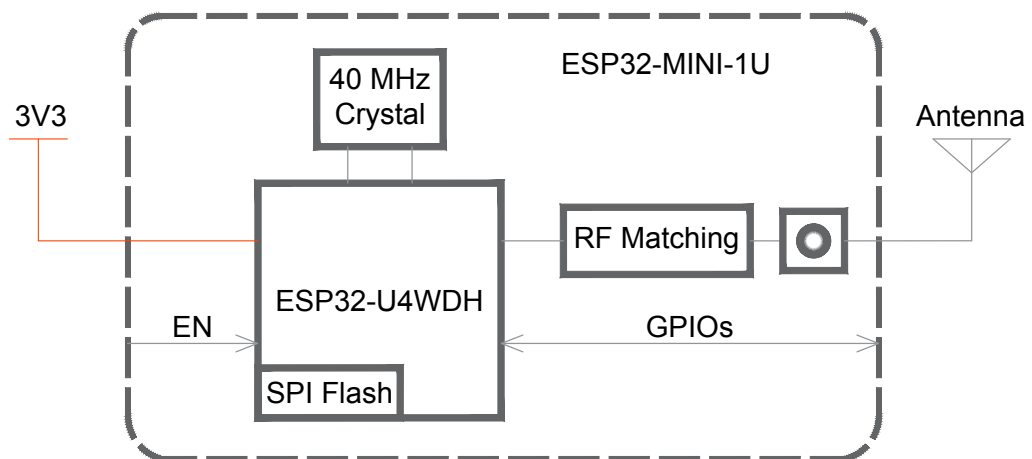 ESP32-MINI-1U
40 MHz
Crystal
3V3
Antenna
RF Matching
ESP32-U4WDH
EN
GPIOs
SPI Flash